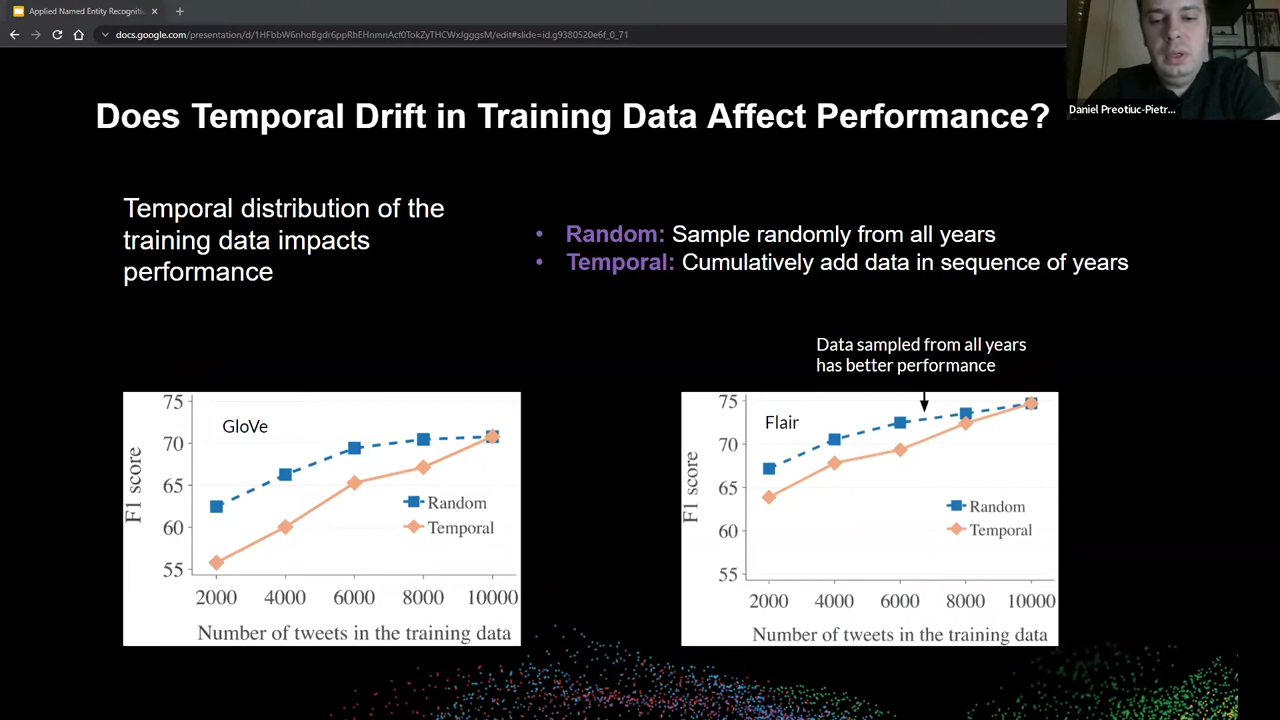 Applied Named Entity Recogniti
docs.google.com/presentation/d/1HFbbW6nhoBgdr6ppRhEHnmnAcf0TokZyTHCWxJgggsM/edit#slide=id.g9380520e6f_0_71
Daniel Preotiuc-Pietr...
Does Temporal Drift in Training Data Affect Performance?
Temporal distribution of the
training data impacts
performance
• Random: Sample randomly from all years
• Temporal: Cumulatively add data in sequence of years
Data sampled from all years
has better performance
GloVe
F1 score
75
70
65
60
55
Random
Temporal
2000 4000 6000 8000 10000
Number of tweets in the training data
Flair
F1 score
75
70
65
60
55
Random
Temporal
2000 4000 6000 8000 10000
Number of tweets in the training data